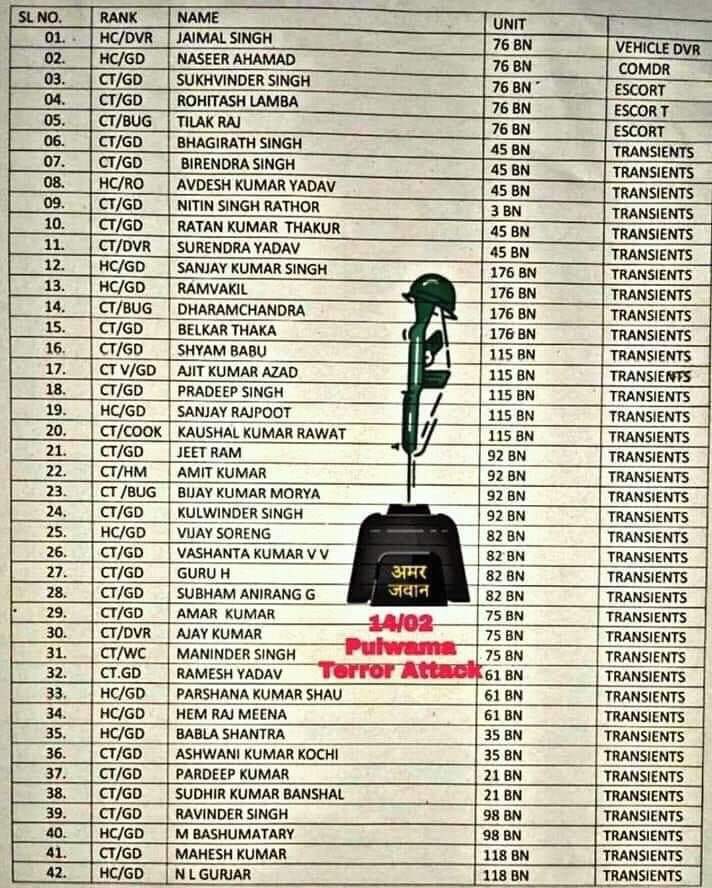 SL NO. RANK NAME UNIT
01. HC/DVR JAIMAL SINGH 76 BN VEHICLE DVR
02. HC/GD NASEER AHAMAD 76 BN COMDR
03. CT/GD SUKHVINDER SINGH 76 BN ESCORT
04. CT/GD ROHITASH LAMBA 76 BN ESCOR T
05. CT/BUG TILAK RAJ 76 BN ESCORT
06. CT/GD BHAGIRATH SINGH 45 BN TRANSIENTS
07. CT/GD BIRENDRA SINGH 45 BN TRANSIENTS
08. HC/RO AVDESH KUMAR YADAV 45 BN TRANSIENTS
09. CT/GD NITIN SINGH RATHOR 3 BN TRANSIENTS
10. CT/GD RATAN KUMAR THAKUR 45 BN TRANSIENTS
11. CT/DVR SURENDRA YADAV 45 BN TRANSIENTS
12. HC/GD SANJAY KUMAR SINGH 176 BN TRANSIENTS
13. HC/GD RAMVAKIL 176 BN TRANSIENTS
14. CT/BUG DHARAMCHANDRA 176 BN TRANSIENTS
15. CT/GD BELKAR THAKA 176 BN TRANSIENTS
16. CT/GD SHYAM BABU 115 BN TRANSIENTS
17. CT V/GD AJIT KUMAR AZAD 115 BN TRANSIENTS
18. CT/GD PRADEEP SINGH 115 BN TRANSIENTS
19. HC/GD SANJAY RAJPOOT 115 BN TRANSIENTS
20. CT/COOK KAUSHAL KUMAR RAWAT 115 BN TRANSIENTS
21. CT/GD JEET RAM 92 BN TRANSIENTS
22. CT/HM AMIT KUMAR 92 BN TRANSIENTS
23. CT /BUG BIJAY KUMAR MORYA 92 BN TRANSIENTS
24. CT/GD KULWINDER SINGH 92 BN TRANSIENTS
25. HC/GD VIJAY SORENG 82 BN TRANSIENTS
26. CT/GD VASHANTA KUMAR V V 82 BN TRANSIENTS
27. CT/GD GURU H 82 BN TRANSIENTS
28. CT/GD SUBHAM ANIRANG G 82 BN TRANSIENTS
29. CT/GD AMAR KUMAR 75 BN TRANSIENTS
30. CT/DVR AJAY KUMAR 75 BN TRANSIENTS
31. CT/WC MANINDER SINGH 75 BN TRANSIENTS
32. CT.GD RAMESH YADAV 61 BN TRANSIENTS
33. HC/GD PARSHANA KUMAR SHAU 61 BN TRANSIENTS
34. HC/GD HEM RAJ MEENA 61 BN TRANSIENTS
35. HC/GD BABLA SHANTRA 35 BN TRANSIENTS
36. CT/GD ASHWANI KUMAR KOCHI 35 BN TRANSIENTS
37. CT/GD PARDEEP KUMAR 21 BN TRANSIENTS
38. CT/GD SUDHIR KUMAR BANSHAL 21 BN TRANSIENTS
39. CT/GD RAVINDER SINGH 98 BN TRANSIENTS
40. HC/GD M BASHUMATARY 98 BN TRANSIENTS
41. CT/GD MAHESH KUMAR 118 BN TRANSIENTS
42. HC/GD N L GURJAR 118 BN TRANSIENTS
अमर
जवान
14/02
Pulwama
Terror Attack